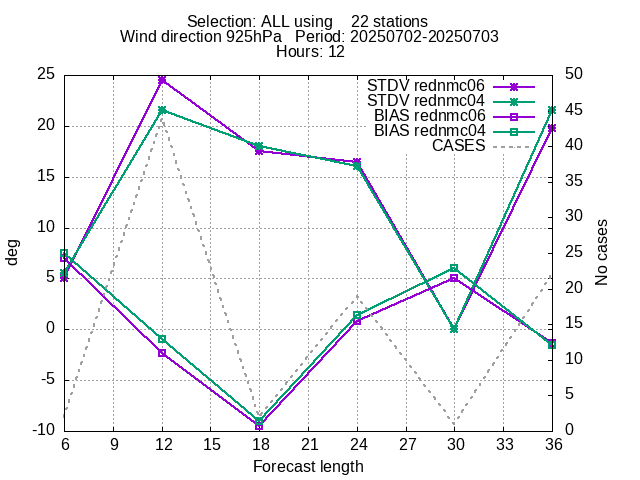 Selection: ALL using    22 stations
Wind direction 925hPa   Period: 20250702-20250703
Hours: 12
STDV rednmc06
STDV rednmc04
BIAS rednmc06
BIAS rednmc04
CASES
25
20
15
10
5
0
-5
-10
deg
50
45
40
35
30
25
20
15
10
5
0
No cases
6 9 12 15 18 21 24 27 30 33 36
Forecast length